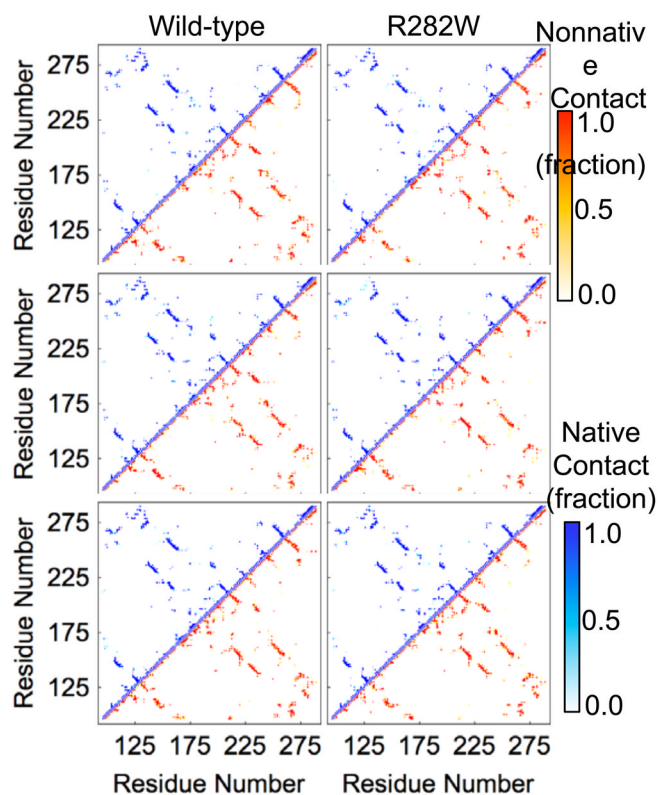 Wild-type
R282W
Nonnativ
e
Contact
(fraction)
1.0
0.5
0.0
Residue Number
275
225
175
125
Residue Number
275
225
175
125
Native
Contact
(fraction)
1.0
0.5
0.0
Residue Number
275
225
175
125
125 175 225 275
125 175 225 275
Residue Number
Residue Number